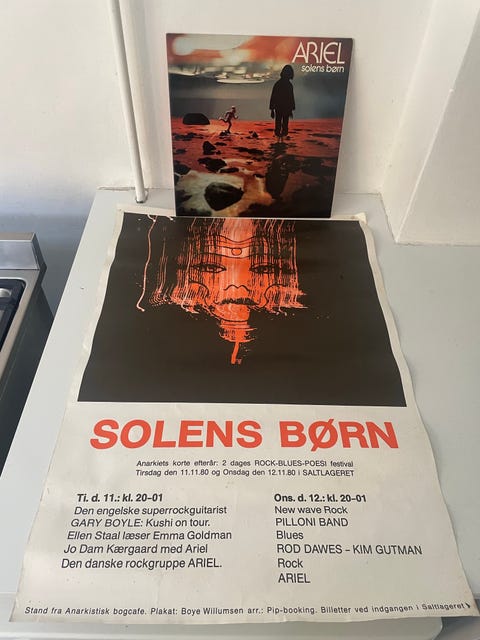 ARIEL
solens børn
SOLENS BØRN
Anarkiets korte efterår: 2 dages ROCK-BLUES-POESI festival
Tirsdag den 11.11.80 og Onsdag den 12.11.80 i SALTLAGERET
Ti. d. 11.: kl. 20-01
Den engelske superrockguitarist
GARY BOYLE: Kushi on tour.
Ellen Staal læser Emma Goldman
Jo Dam Kærgaard med Ariel
Den danske rockgruppe ARIEL.
Ons. d. 12.: kl. 20-01
New wave Rock
PILLONI BAND
Blues
ROD DAWES – KIM GUTMAN
Rock
ARIEL
Stand fra Anarkistisk bogcafe. Plakat: Boye Willumsen arr.: Pip-booking. Billetter ved indgangen i Saltlageret